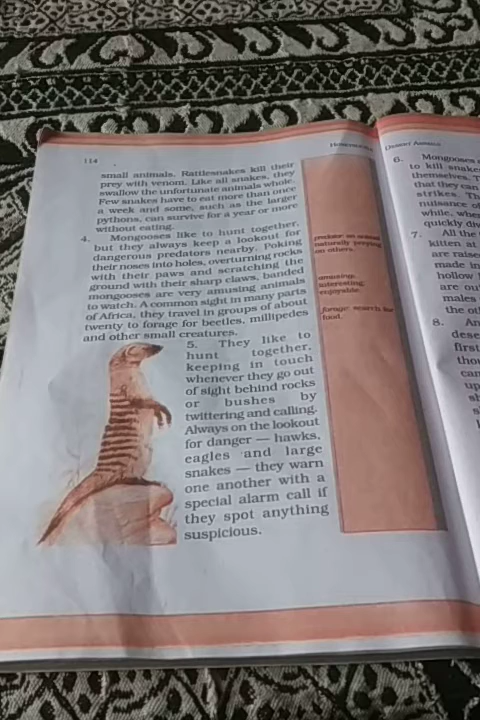 114
small animals. Rattlesnakes kill their
prey with venom. Like all snakes, they
swallow the unfortunate animals whole.
Few snakes have to eat more than once
a week and some, such as the larger
pythons, can survive for a year or more
without eating.
4. Mongooses like to hunt together,
but they always keep a lookout for
dangerous predators nearby. Poking
their noses into holes, overturning rocks
with their paws and scratching the
ground with their sharp claws, banded
mongooses are very amusing animals
to watch. A common sight in many parts
of Africa, they travel in groups of about
twenty to forage for beetles, millipedes
and other small creatures.
5. They like to
hunt together,
keeping in touch
whenever they go out
of sight behind rocks
or bushes by
twittering and calling.
Always on the lookout
for danger — hawks,
eagles and large
snakes — they warn
one another with a
special alarm call if
they spot anything
suspicious.
predator: an animal
naturally preying
on others.
amusing:
interesting;
enjoyable.
forage: search for
food.
Desert Animals
6. Mongooses
to kill snake
themselves,
that they can
strikes. Th
nuisance of
while, whe
quickly di
7. All the
kitten at
are raise
made in
hollow
are ou
males
the ot
8. An
dese
first
thou
can
up